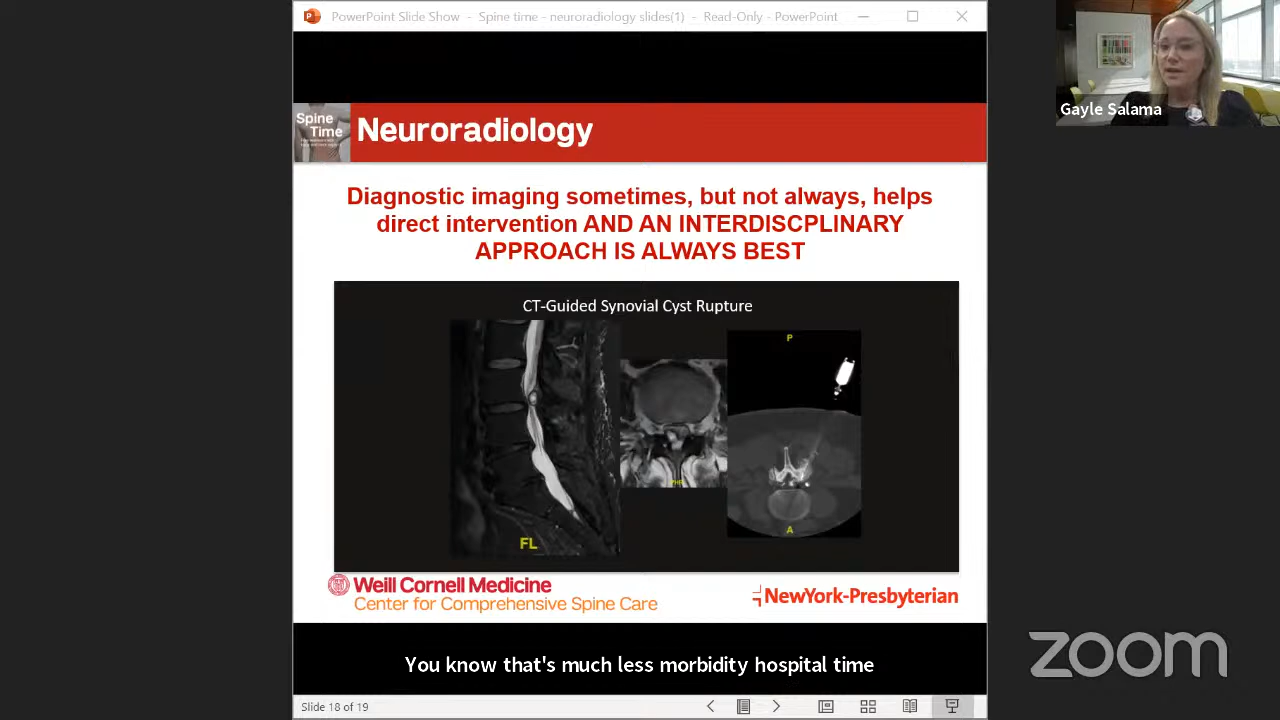 PowerPoint Slide Show - Spine time - neuroradiology slides(1) - Read-Only - PowerPoint
Gayle Salama
Spine
Time
Neuroradiology
Diagnostic imaging sometimes, but not always, helps
direct intervention AND AN INTERDISCPLINARY
APPROACH IS ALWAYS BEST
CT-Guided Synovial Cyst Rupture
P
FL
A
Weill Cornell Medicine
Center for Comprehensive Spine Care
NewYork-Presbyterian
You know that's much less morbidity hospital time
zoom
Slide 18 of 19